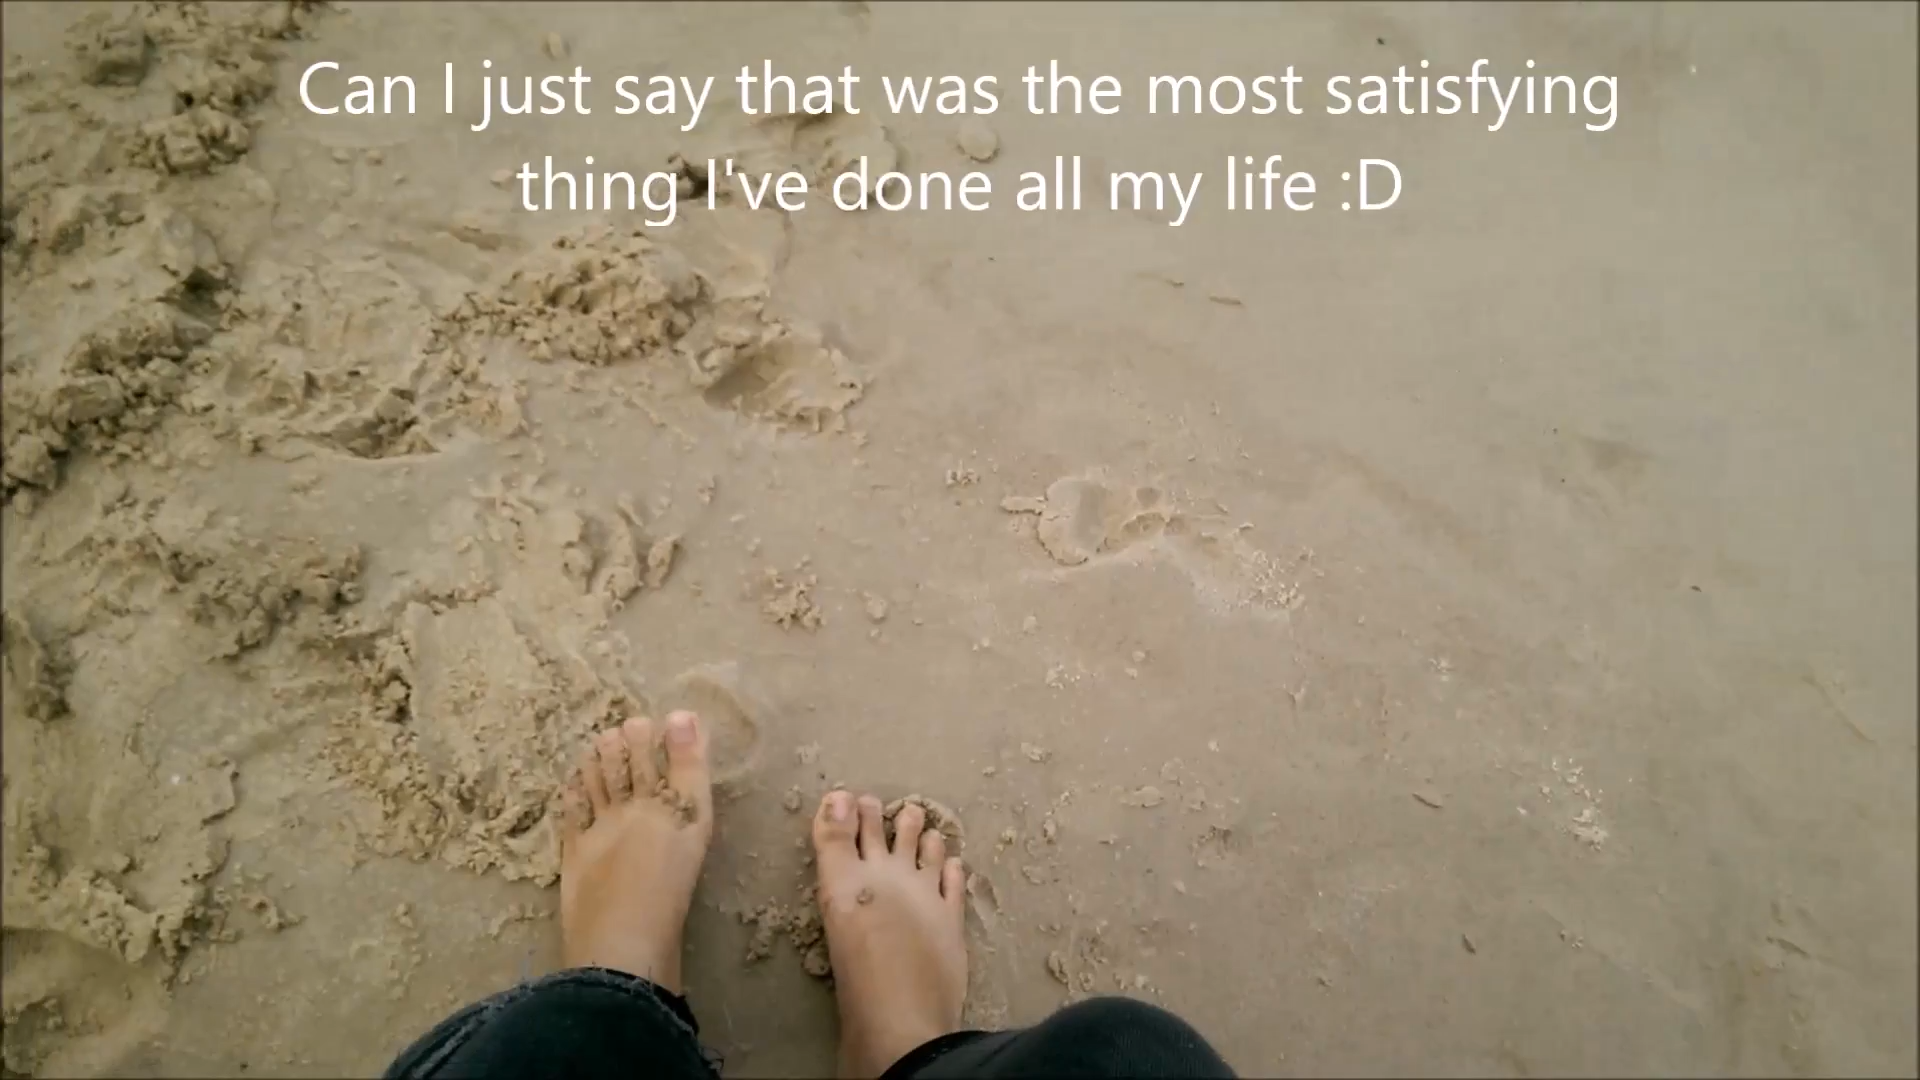 Can I just say that was the most satisfying
thing I've done all my life :D